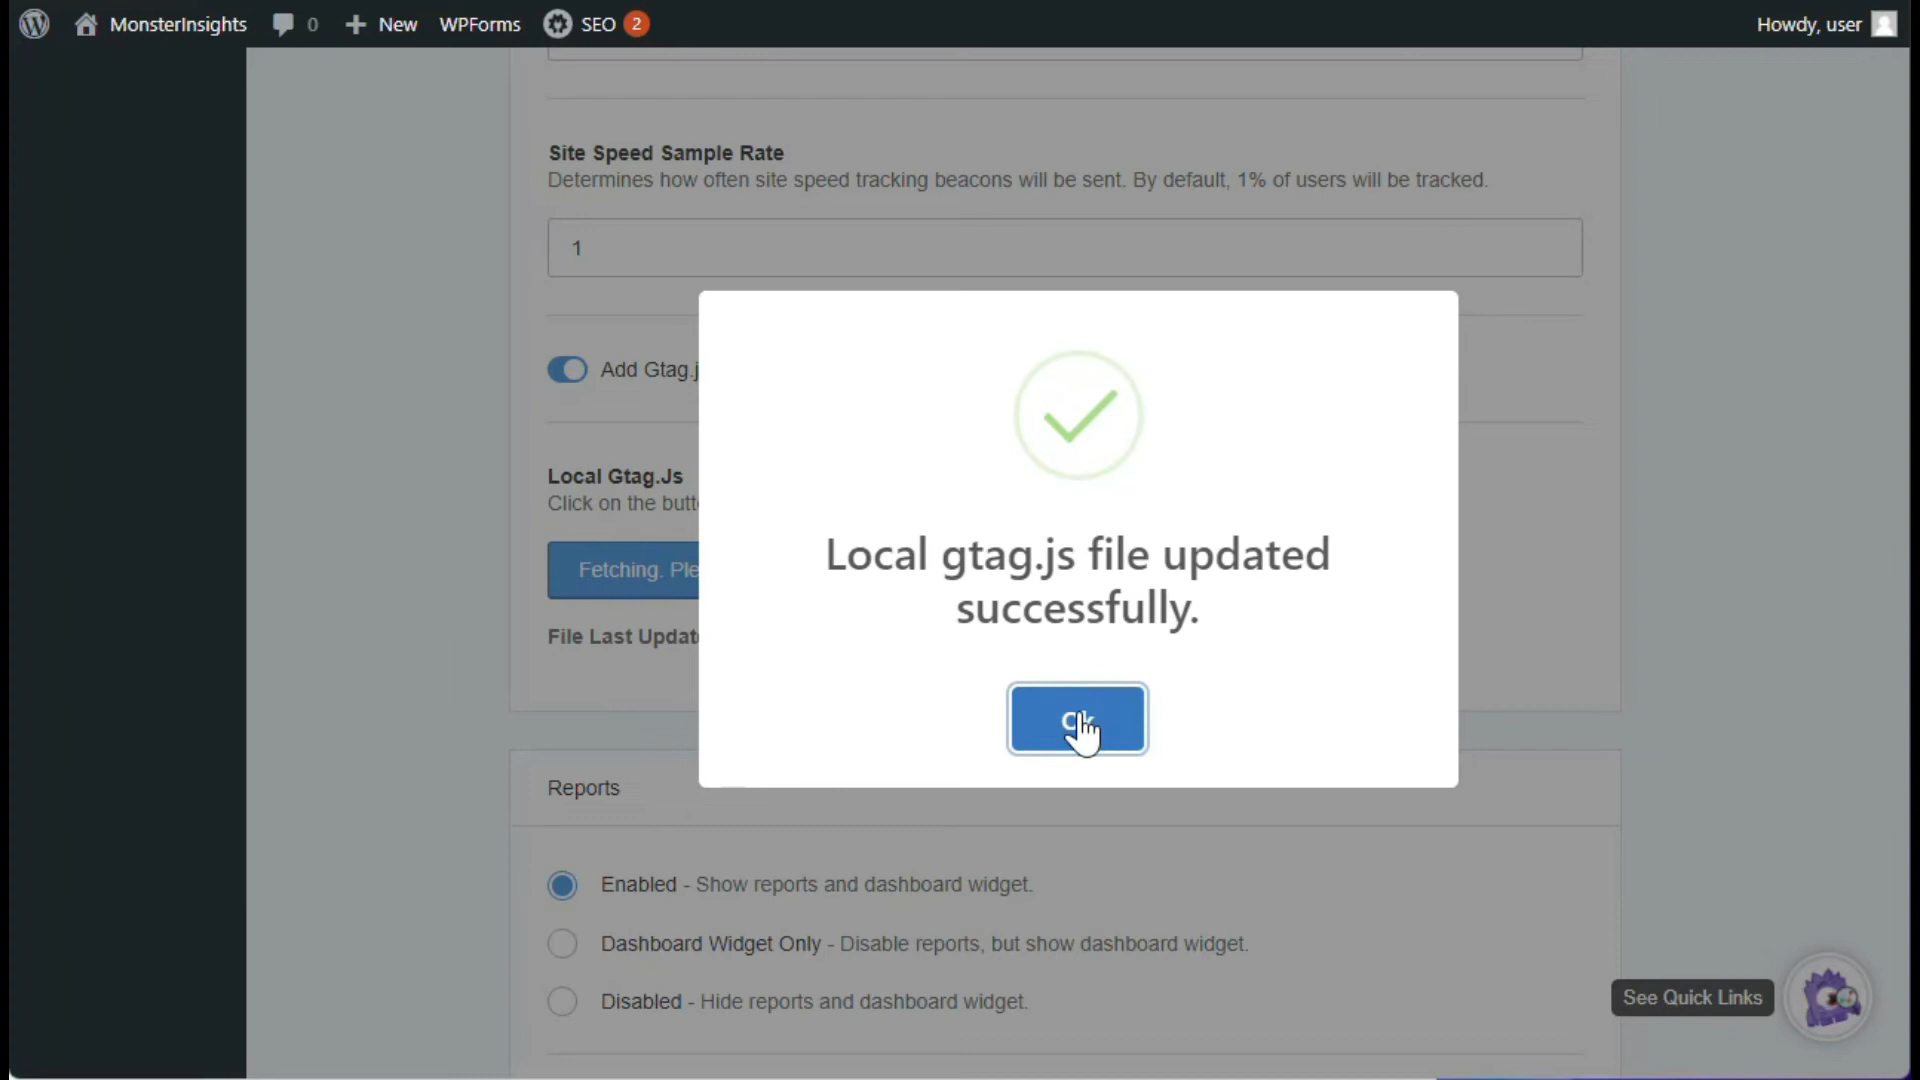 MonsterInsights 0 New WPForms SEO 2 Howdy, user
Site Speed Sample Rate
Determines how often site speed tracking beacons will be sent. By default, 1% of users will be tracked.
1
Add Gtag.j
Local Gtag.Js
Click on the butt
Fetching. Ple
File Last Updat
Local gtag.js file updated
successfully.
Reports
Enabled - Show reports and dashboard widget.
Dashboard Widget Only - Disable reports, but show dashboard widget.
Disabled - Hide reports and dashboard widget.
See Quick Links